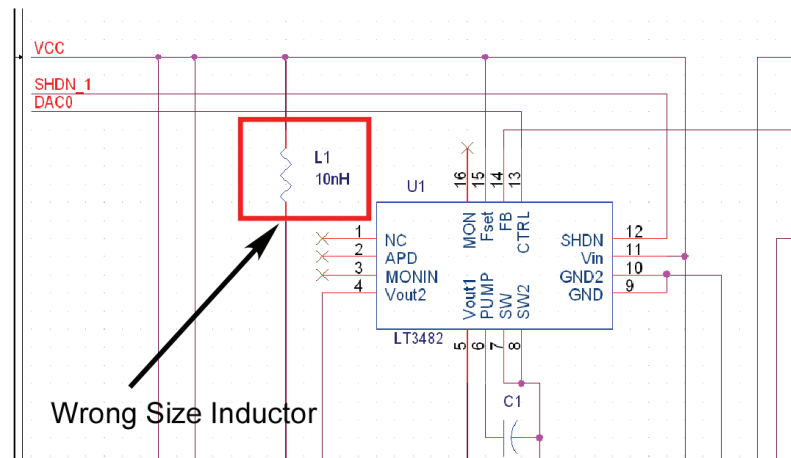 VCC
SHDN_1
DAC0
L1
10nH
U1
16 15 14 13
MON Fset FB CTRL
1 NC
2 APD
3 MONIN
4 Vout2
SHDN 12
Vin 11
GND2 10
GND 9
Vout1 PUMP SW SW2
LT3482
5 6 7 8
C1
Wrong Size Inductor